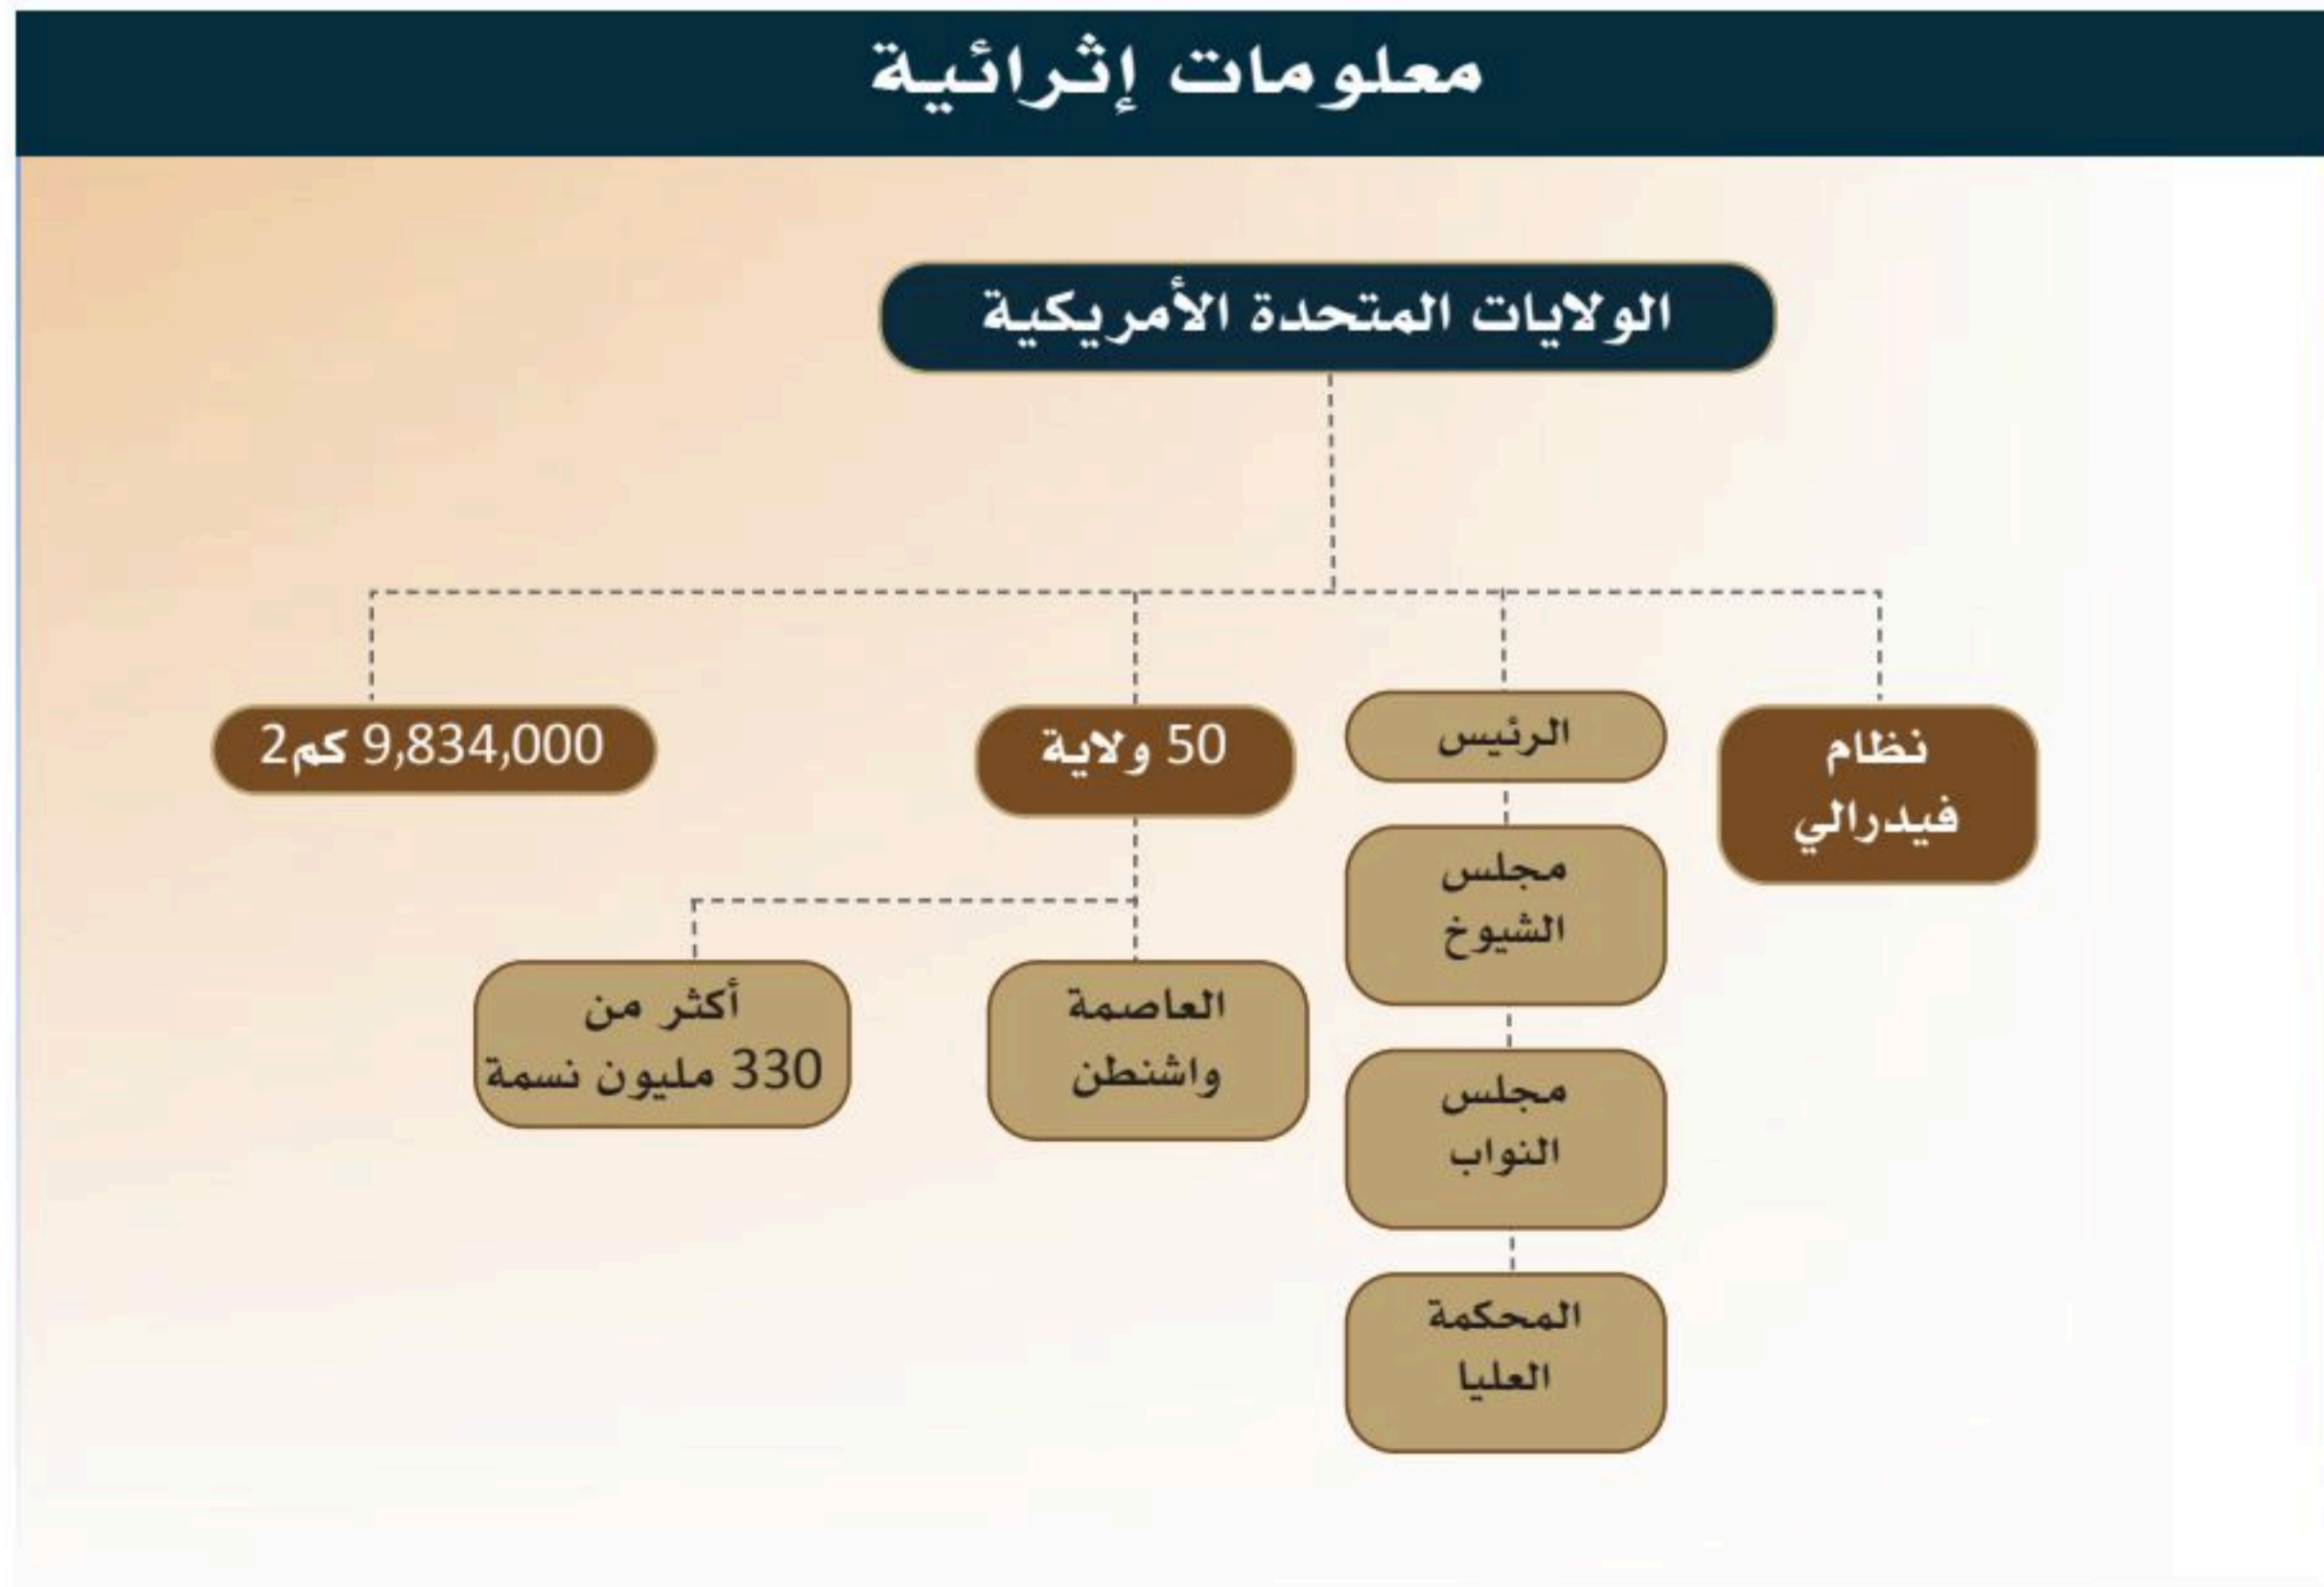 معلومات إثرائية
الولايات المتحدة الأمريكية
نظام
فيدرالي
الرئيس
مجلس
الشيوخ
مجلس
النواب
المحكمة
العليا
50 ولاية
العاصمة
واشنطن
أكثر من
330 مليون نسمة
9,834,000 كم2